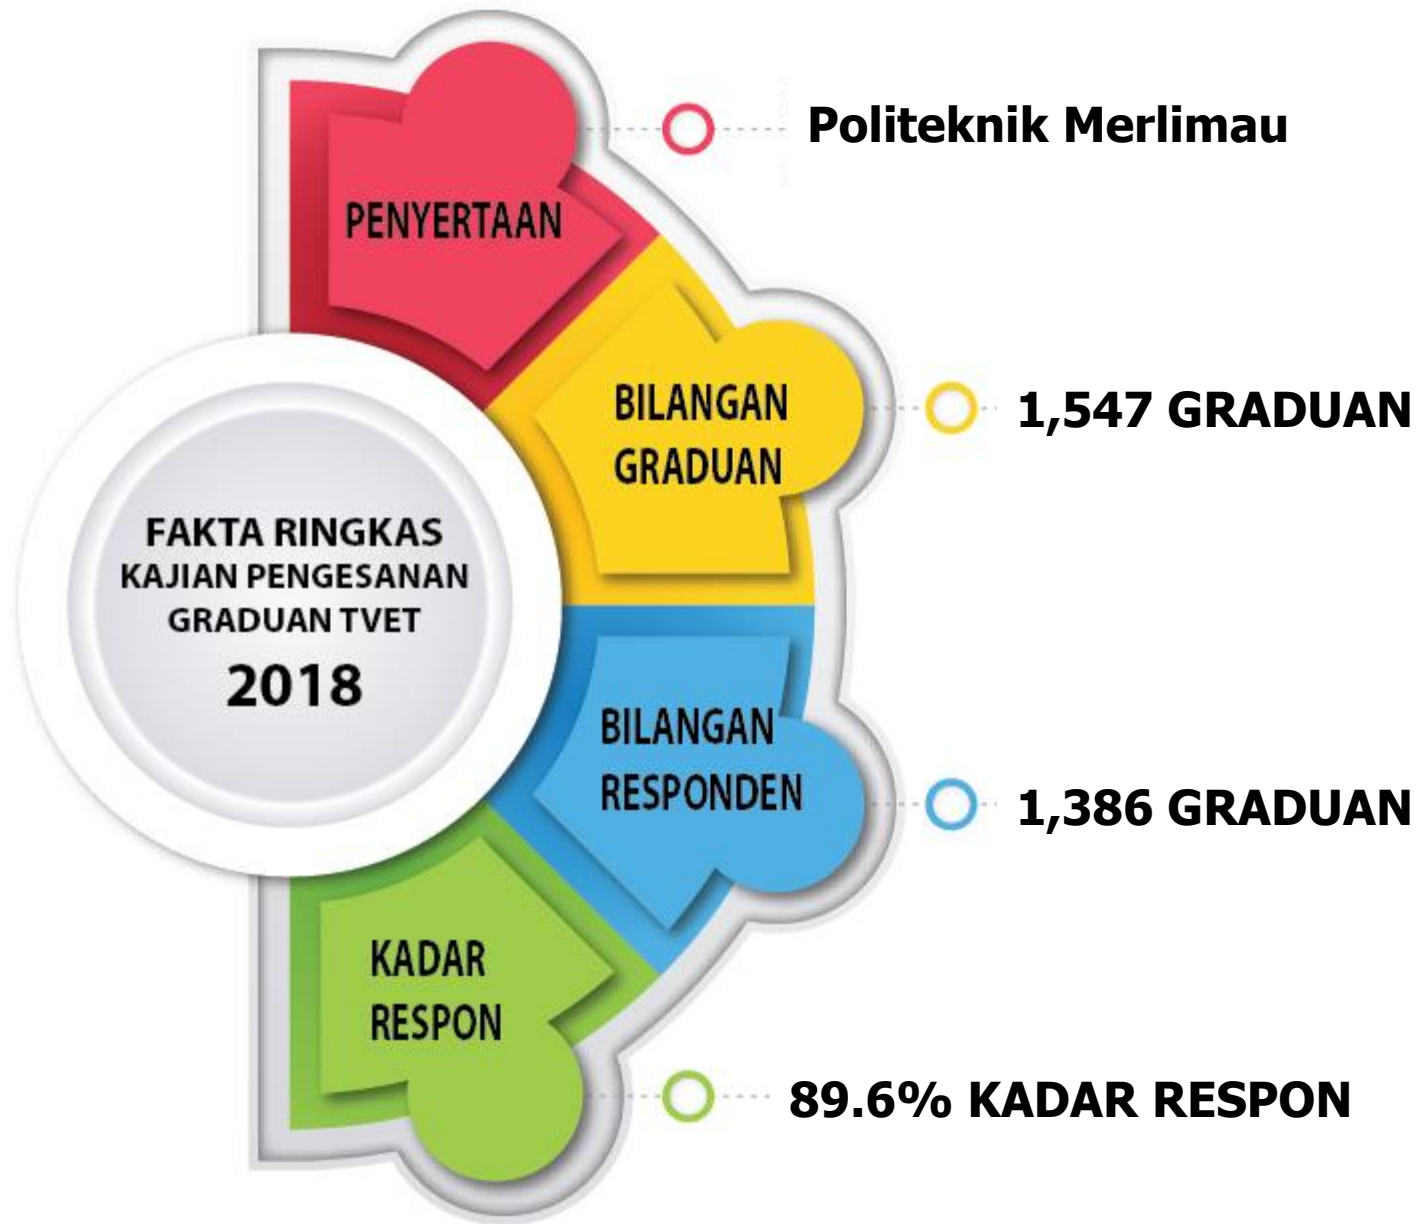 FAKTA RINGKAS
KAJIAN PENGESANAN
GRADUAN TVET
2018
PENYERTAAN
Politeknik Merlimau
BILANGAN
GRADUAN
1,547 GRADUAN
BILANGAN
RESPONDEN
1,386 GRADUAN
KADAR
RESPON
89.6% KADAR RESPON